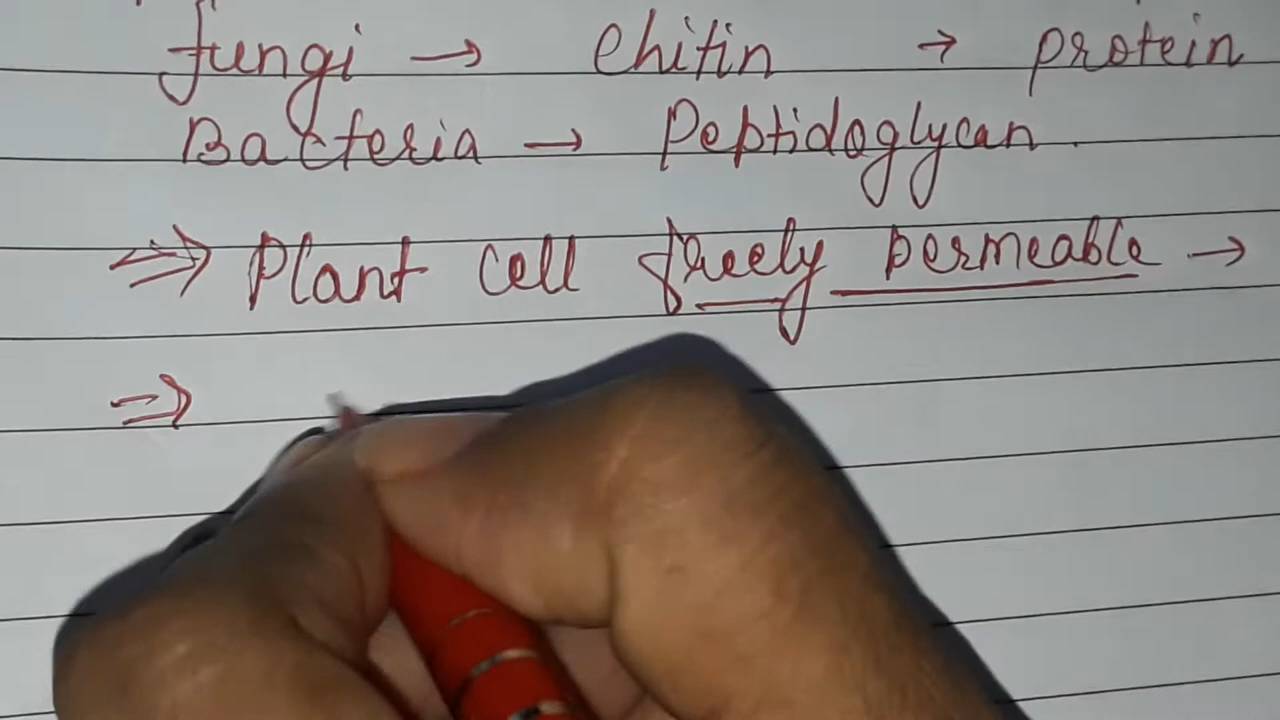 fungi → Chitin → protein
Bacteria → Peptidoglycan.
⇒ Plant cell freely permeable →
⇒